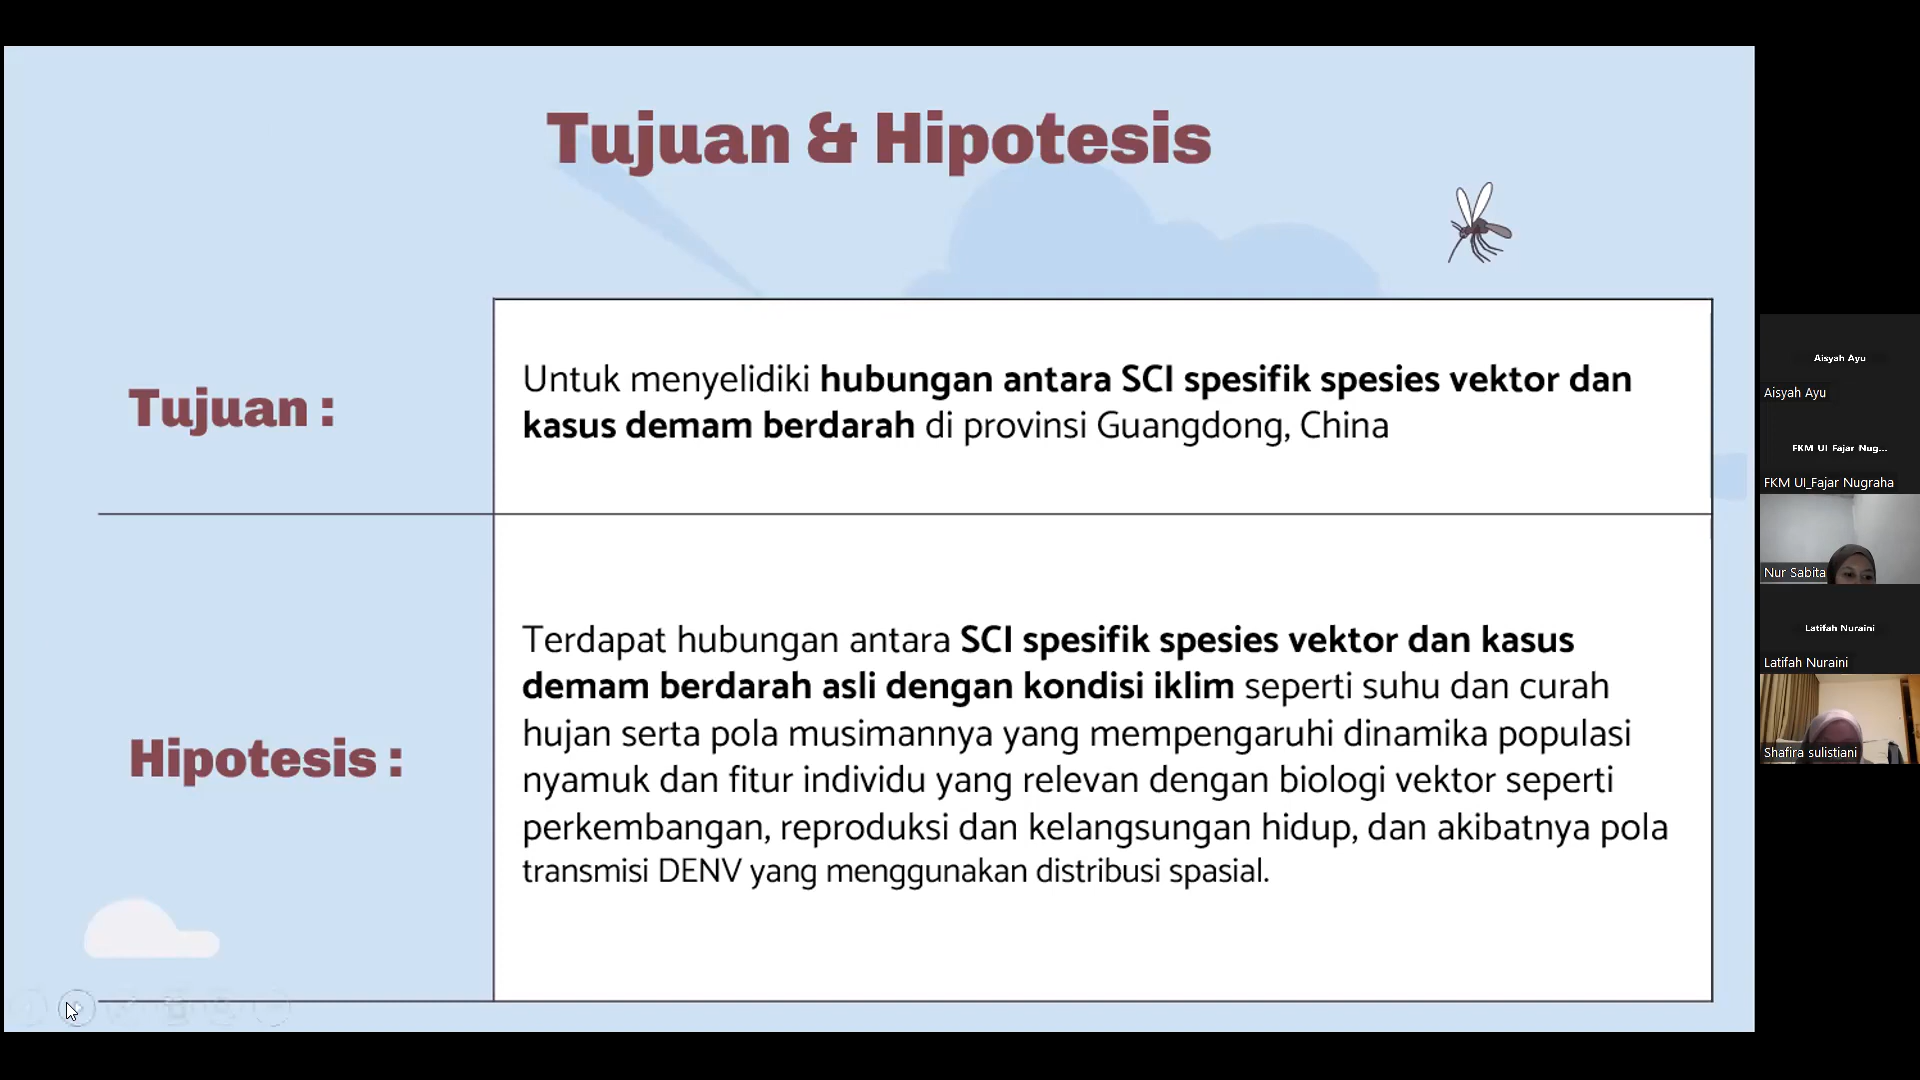 Tujuan & Hipotesis
Tujuan :
Untuk menyelidiki hubungan antara SCI spesifik spesies vektor dan
kasus demam berdarah di provinsi Guangdong, China
Hipotesis :
Terdapat hubungan antara SCI spesifik spesies vektor dan kasus
demam berdarah asli dengan kondisi iklim seperti suhu dan curah
hujan serta pola musimannya yang mempengaruhi dinamika populasi
nyamuk dan fitur individu yang relevan dengan biologi vektor seperti
perkembangan, reproduksi dan kelangsungan hidup, dan akibatnya pola
transmisi DENV yang menggunakan distribusi spasial.
Aisyah Ayu
Aisyah Ayu
FKM UI Fajar Nug...
FKM UI_Fajar Nugraha
Nur Sabita
Latifah Nuraini
Latifah Nuraini
Shafira sulistiani